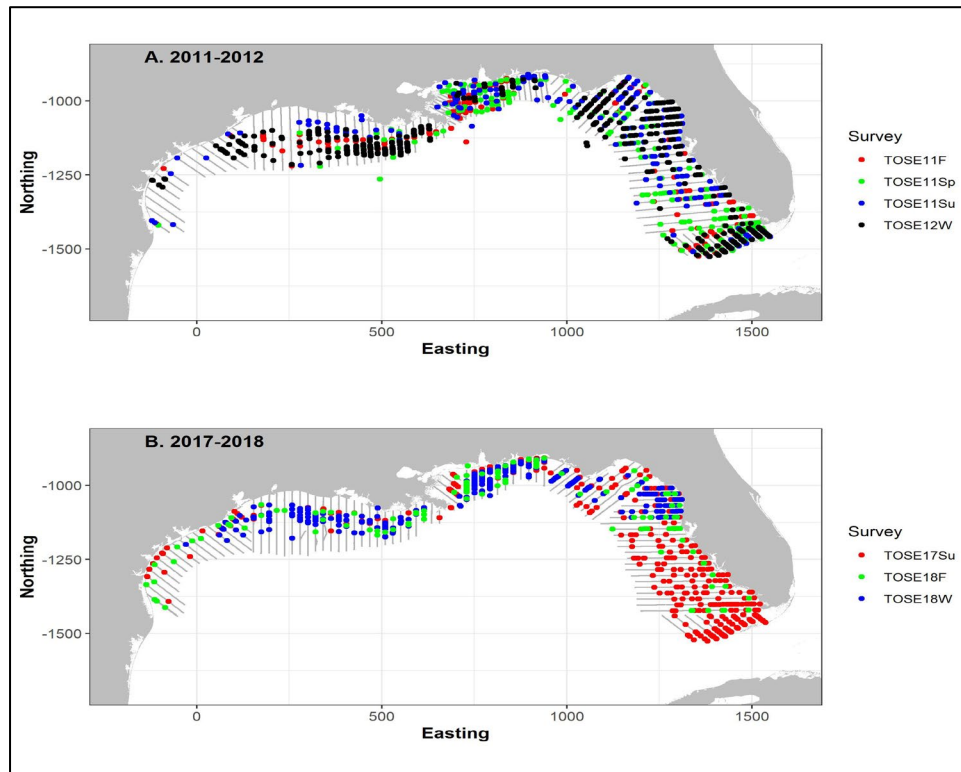 A. 2011-2012
-1000
-1250
-1500
Northing
0 500 1000 1500
Easting
Survey
TOSE11F
TOSE11Sp
TOSE11Su
TOSE12W
B. 2017-2018
-1000
-1250
-1500
Northing
0 500 1000 1500
Easting
Survey
TOSE17Su
TOSE18F
TOSE18W